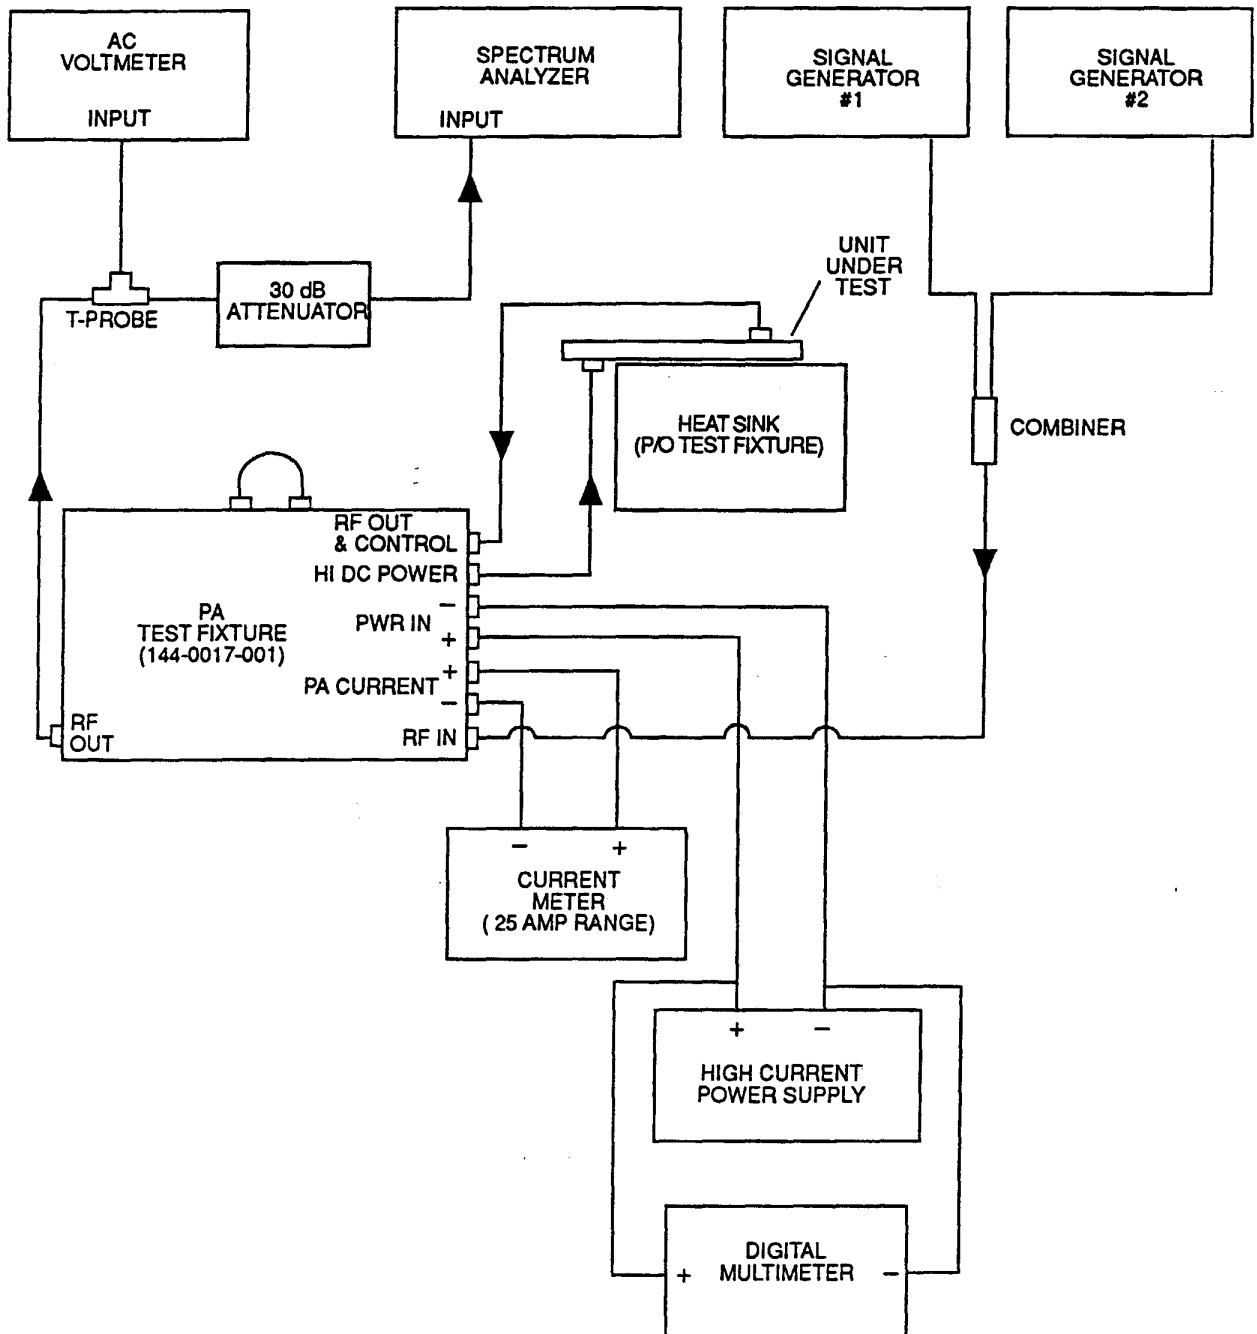 AC
VOLTMETER
INPUT
SPECTRUM
ANALYZER
INPUT
SIGNAL
GENERATOR
#1
SIGNAL
GENERATOR
#2
T-PROBE
30 dB
ATTENUATOR
UNIT
UNDER
TEST
HEAT SINK
(P/O TEST FIXTURE)
COMBINER
RF OUT
& CONTROL
HI DC POWER
PA
TEST FIXTURE
(144-0017-001)
−
PWR IN
+
+
PA CURRENT
−
RF
OUT
RF IN
− +
CURRENT
METER
( 25 AMP RANGE)
+ −
HIGH CURRENT
POWER SUPPLY
DIGITAL
+ MULTIMETER −